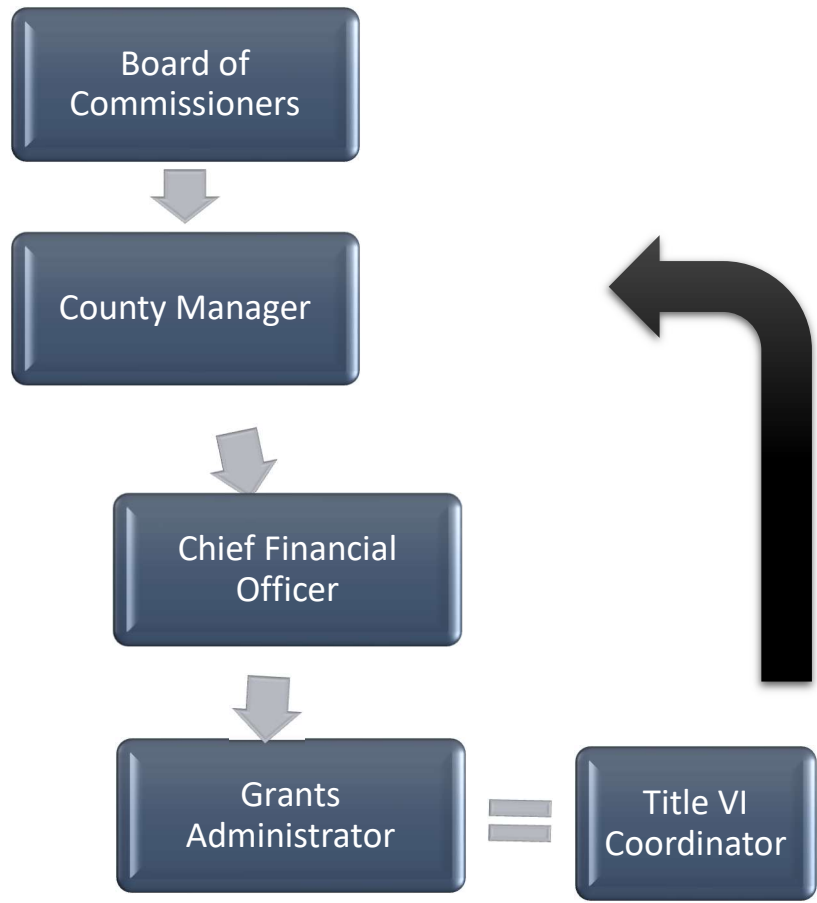 Board of
Commissioners
County Manager
Chief Financial
Officer
Grants
Administrator
Title VI
Coordinator